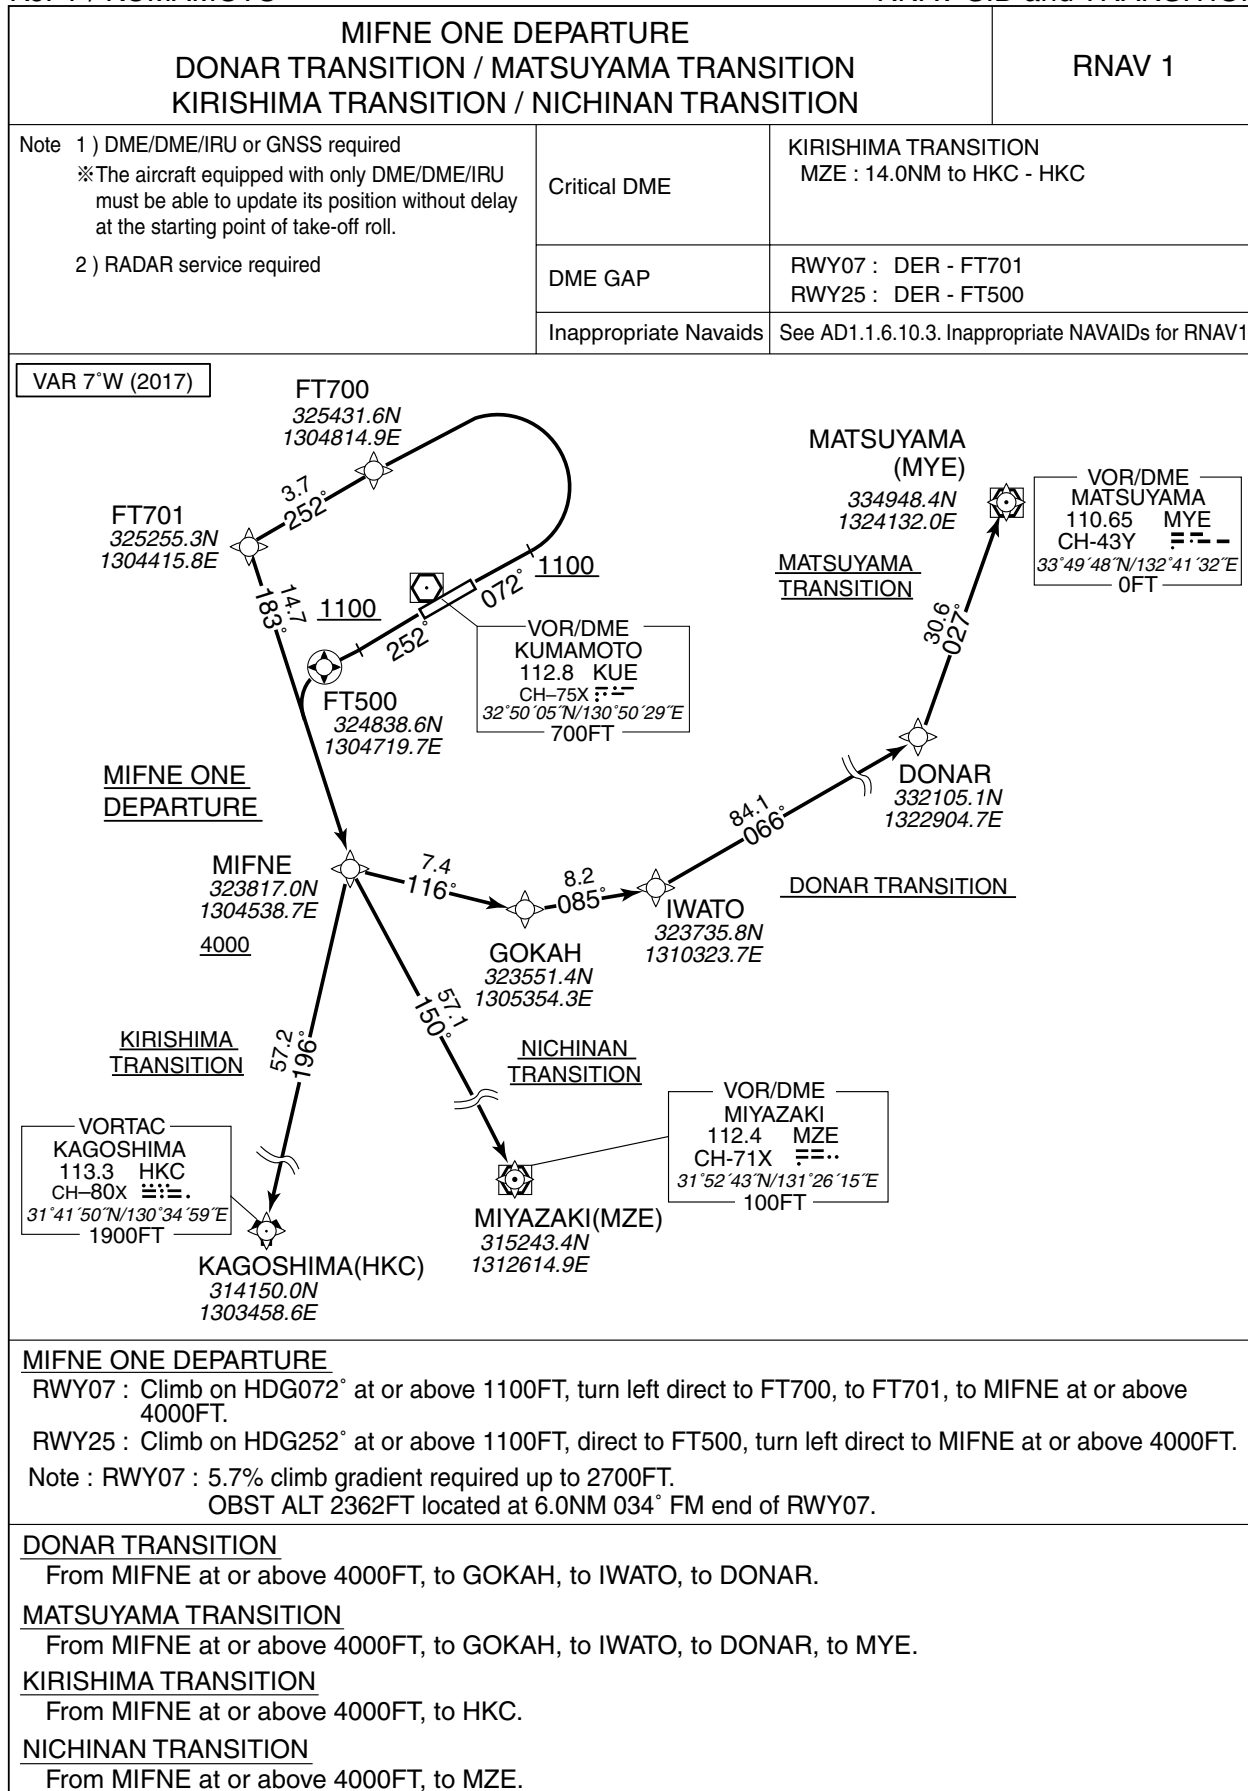 MIFNE ONE DEPARTURE
DONAR TRANSITION / MATSUYAMA TRANSITION
KIRISHIMA TRANSITION / NICHINAN TRANSITION
RNAV 1
Note 1 ) DME/DME/IRU or GNSS required
※The aircraft equipped with only DME/DME/IRU
must be able to update its position without delay
at the starting point of take-off roll.
2 ) RADAR service required
Critical DME
KIRISHIMA TRANSITION
MZE : 14.0NM to HKC - HKC
DME GAP
RWY07 : DER - FT701
RWY25 : DER - FT500
Inappropriate Navaids
See AD1.1.6.10.3. Inappropriate NAVAIDs for RNAV1
VAR 7˚W (2017)
FT700
325431.6N
1304814.9E
3.7
252˚
FT701
325255.3N
1304415.8E
14.7
183˚
1100
072˚
1100
252˚
VOR/DME
KUMAMOTO
112.8 KUE
CH–75X
32˚50´05˝N/130˚50´29˝E
700FT
FT500
324838.6N
1304719.7E
MATSUYAMA
(MYE)
334948.4N
1324132.0E
VOR/DME
MATSUYAMA
110.65 MYE
CH-43Y
33˚49´48˝N/132˚41´32˝E
0FT
MATSUYAMA
TRANSITION
30.6
027˚
DONAR
332105.1N
1322904.7E
84.1
066˚
DONAR TRANSITION
MIFNE ONE
DEPARTURE
MIFNE
323817.0N
1304538.7E
4000
7.4
116˚
8.2
085˚
IWATO
323735.8N
1310323.7E
GOKAH
323551.4N
1305354.3E
57.1
150˚
KIRISHIMA
TRANSITION
57.2
196˚
NICHINAN
TRANSITION
VORTAC
KAGOSHIMA
113.3 HKC
CH–80X
31˚41´50˝N/130˚34´59˝E
1900FT
KAGOSHIMA(HKC)
314150.0N
1303458.6E
VOR/DME
MIYAZAKI
112.4 MZE
CH-71X
31˚52´43˝N/131˚26´15˝E
100FT
MIYAZAKI(MZE)
315243.4N
1312614.9E
MIFNE ONE DEPARTURE
RWY07 : Climb on HDG072˚ at or above 1100FT, turn left direct to FT700, to FT701, to MIFNE at or above
4000FT.
RWY25 : Climb on HDG252˚ at or above 1100FT, direct to FT500, turn left direct to MIFNE at or above 4000FT.
Note : RWY07 : 5.7% climb gradient required up to 2700FT.
OBST ALT 2362FT located at 6.0NM 034˚ FM end of RWY07.
DONAR TRANSITION
From MIFNE at or above 4000FT, to GOKAH, to IWATO, to DONAR.
MATSUYAMA TRANSITION
From MIFNE at or above 4000FT, to GOKAH, to IWATO, to DONAR, to MYE.
KIRISHIMA TRANSITION
From MIFNE at or above 4000FT, to HKC.
NICHINAN TRANSITION
From MIFNE at or above 4000FT, to MZE.